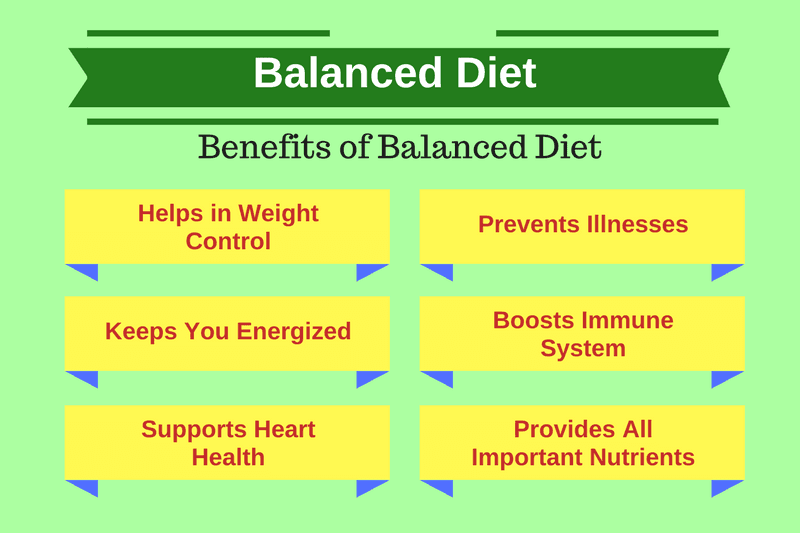 Balanced Diet
Benefits of Balanced Diet
Helps in Weight
Control
Prevents Illnesses
Keeps You Energized
Boosts Immune
System
Supports Heart
Health
Provides All
Important Nutrients